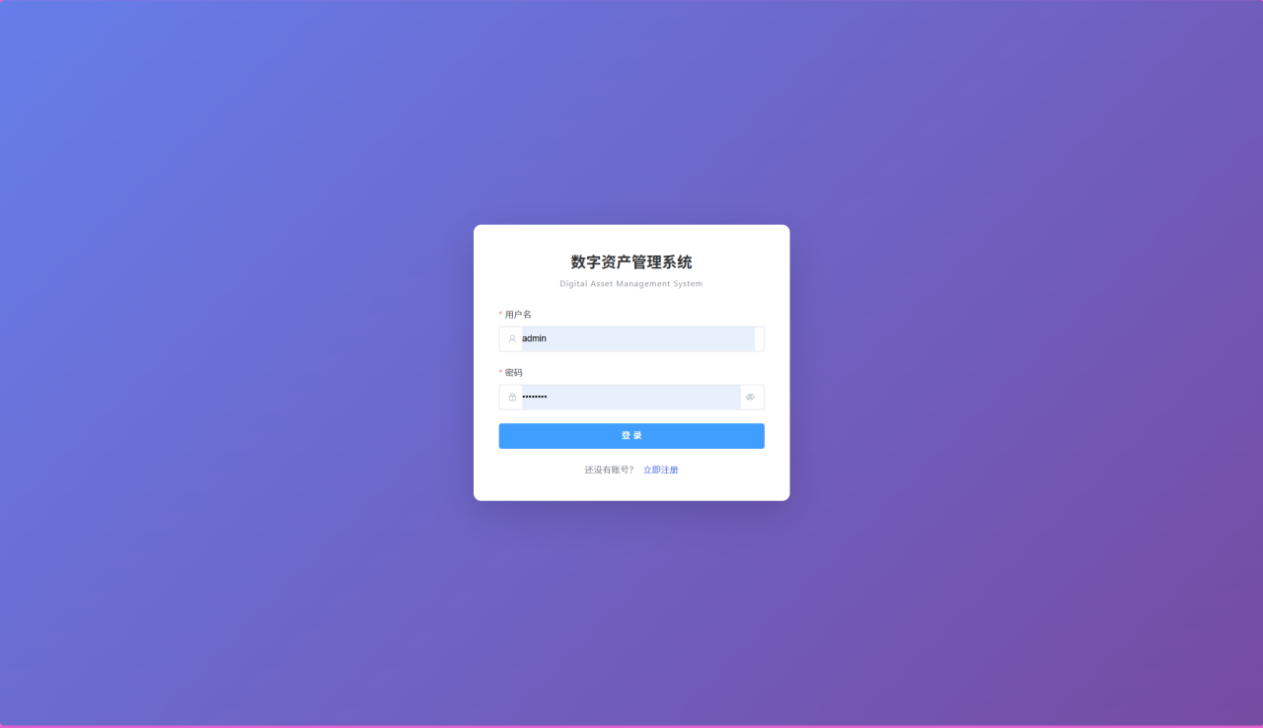 数字资产管理系统
Digital Asset Management System
* 用户名
admin
* 密码
••••••••
登 录
还没有账号? 立即注册